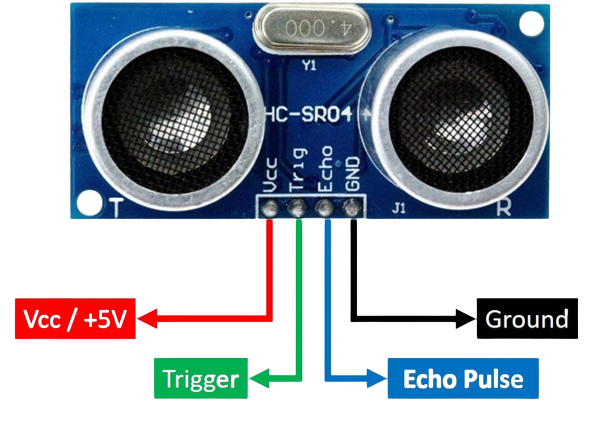 4.000
Y1
HC-SR04
Vcc
Trig
Echo
GND
T
J1
R
Vcc / +5V
Ground
Trigger
Echo Pulse